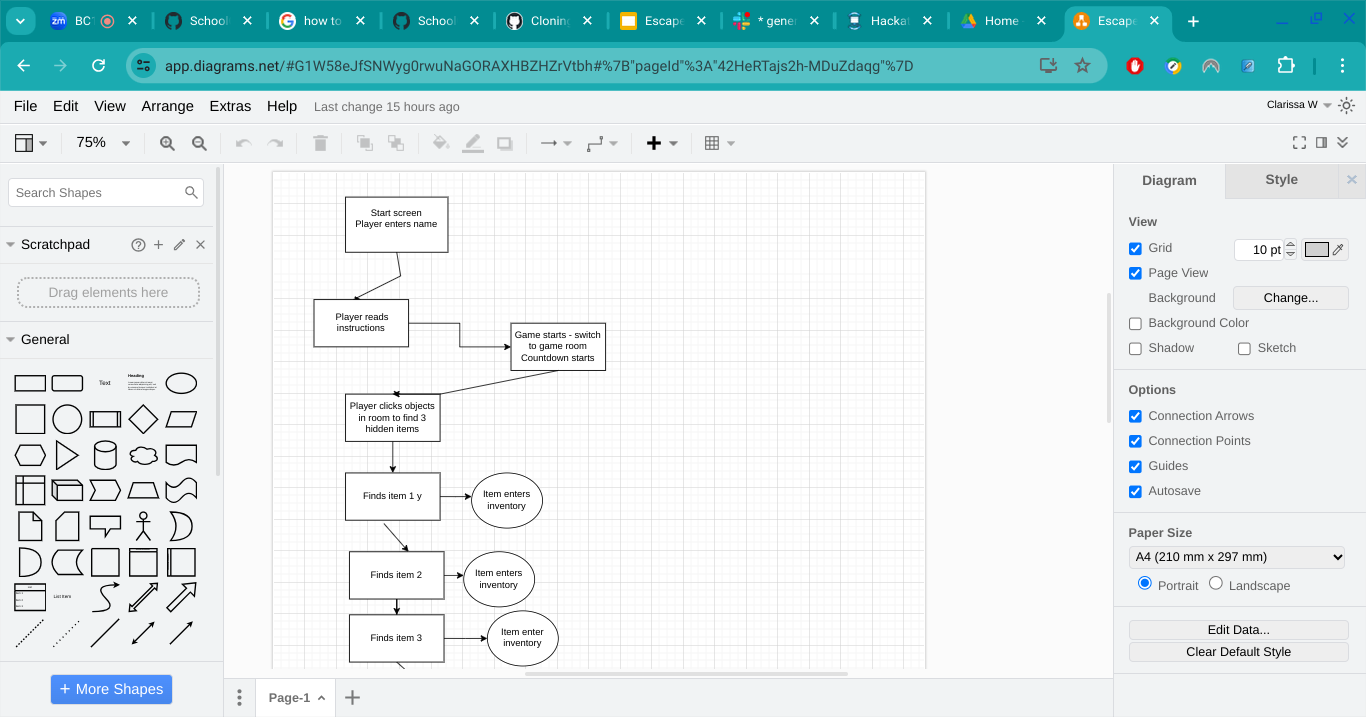 BC
School
how to
School
Cloning
Escape
* gener
Hackat
Home
Escape
app.diagrams.net/#G1W58eJfSNWyg0rwuNaGORAXHBZHZrVtbh#%7B"pageId"%3A"42HeRTajs2h-MDuZdaqg"%7D
File Edit View Arrange Extras Help Last change 15 hours ago
Clarissa W
75%
Search Shapes
Scratchpad
Drag elements here
General
Text
Heading
List Item
+ More Shapes
Start screen
Player enters name
Player reads
instructions
Game starts - switch
to game room
Countdown starts
Player clicks objects
in room to find 3
hidden items
Finds item 1 y
Item enters
inventory
Finds item 2
Item enters
inventory
Finds item 3
Item enter
inventory
Page-1
Diagram
Style
View
Grid
10 pt
Page View
Background
Change...
Background Color
Shadow
Sketch
Options
Connection Arrows
Connection Points
Guides
Autosave
Paper Size
A4 (210 mm x 297 mm)
Portrait
Landscape
Edit Data...
Clear Default Style